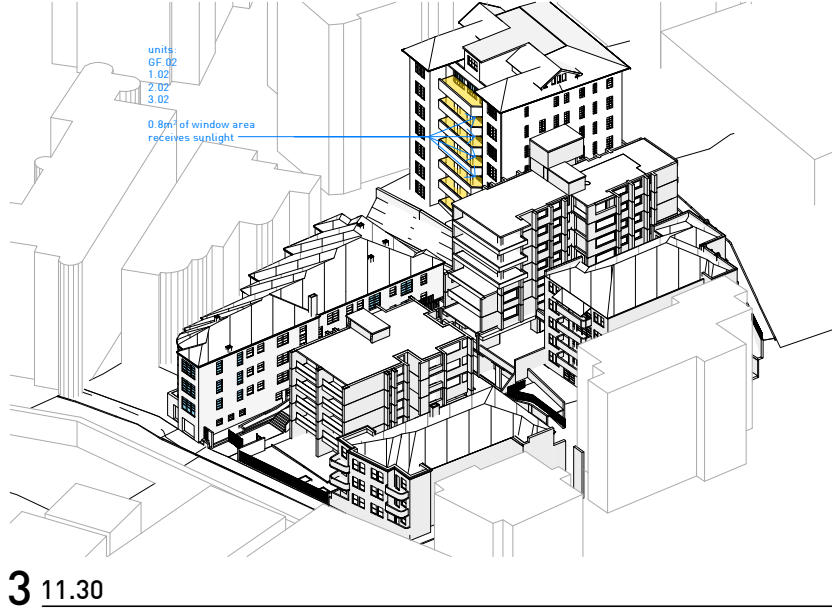 units:
GF.02
1.02
2.02
3.02
0.8m² of window area
receives sunlight
3 11.30